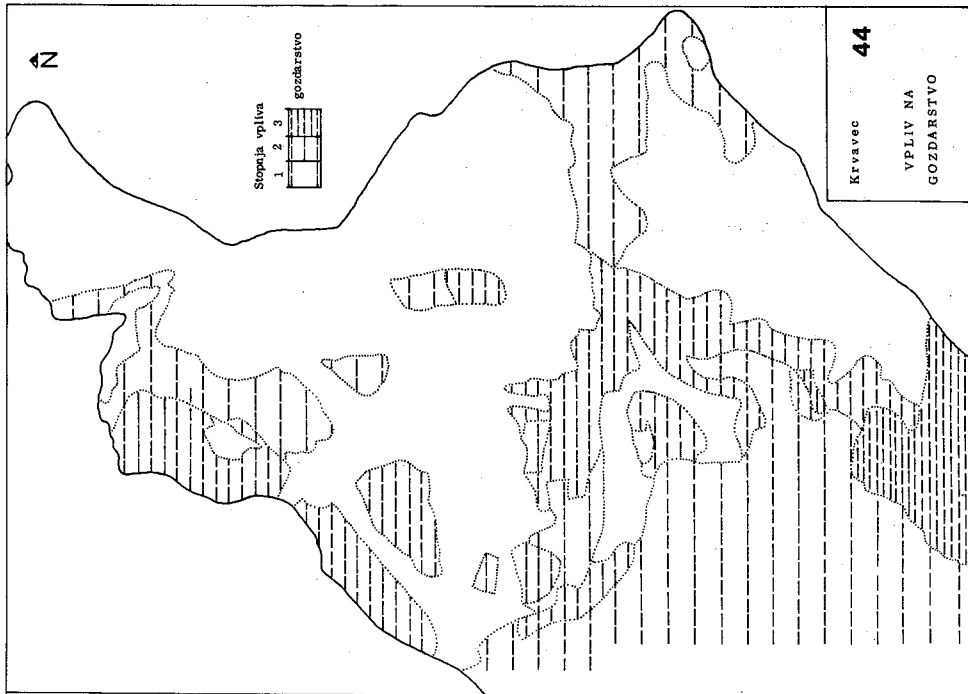 N
Stopnja vpliva
1 2 3
gozdarstvo
Krvavec 44
VPLIV NA
GOZDARSTVO